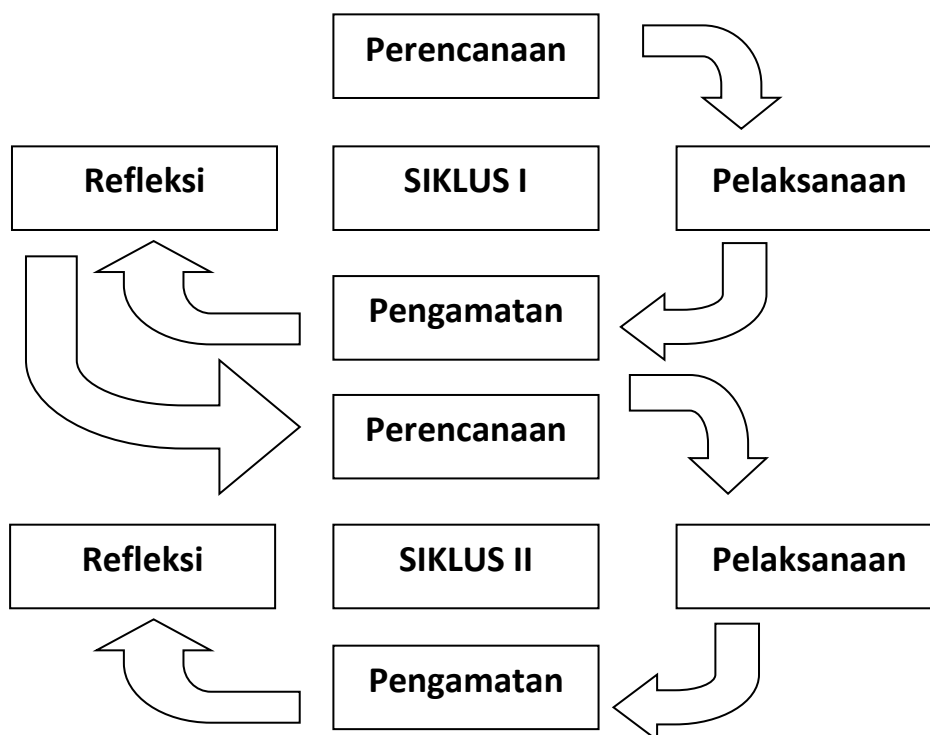 Perencanaan
Refleksi
SIKLUS I
Pelaksanaan
Pengamatan
Perencanaan
Refleksi
SIKLUS II
Pelaksanaan
Pengamatan